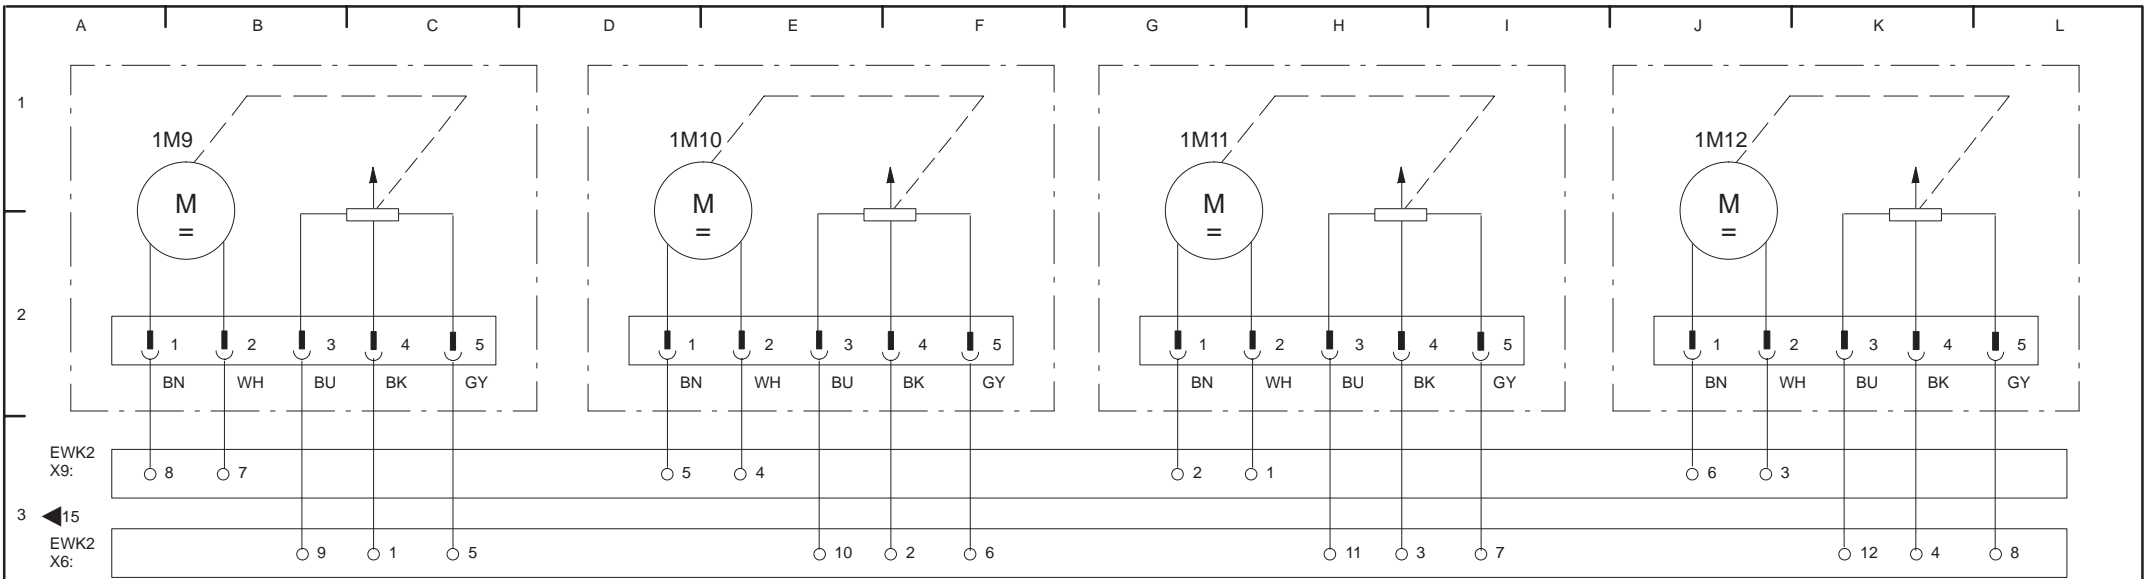 A B C D E F G H I J K L
1
1M9 1M10 1M11 1M12
M M M M
= = = =
2
1 2 3 4 5 1 2 3 4 5 1 2 3 4 5 1 2 3 4 5
BN WH BU BK GY BN WH BU BK GY BN WH BU BK GY BN WH BU BK GY
EWK2
X9: 8 7 5 4 2 1 6 3
3 15
EWK2
X6: 9 1 5 10 2 6 11 3 7 12 4 8